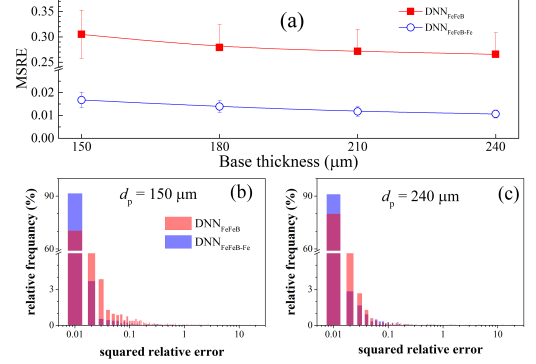 0.35
0.30
0.25
0.02
0.01
0.00
MSRE
(a)
DNN_FeFeB
DNN_FeFeB-Fe
150
180
210
240
Base thickness (μm)
(b)
d_p = 150 μm
DNN_FeFeB
DNN_FeFeB-Fe
90
60
3
0
relative frequancy (%)
0.01
0.1
1
10
squared relative error
(c)
d_p = 240 μm
90
60
3
0
relative frequancy (%)
0.01
0.1
1
10
squared relative error